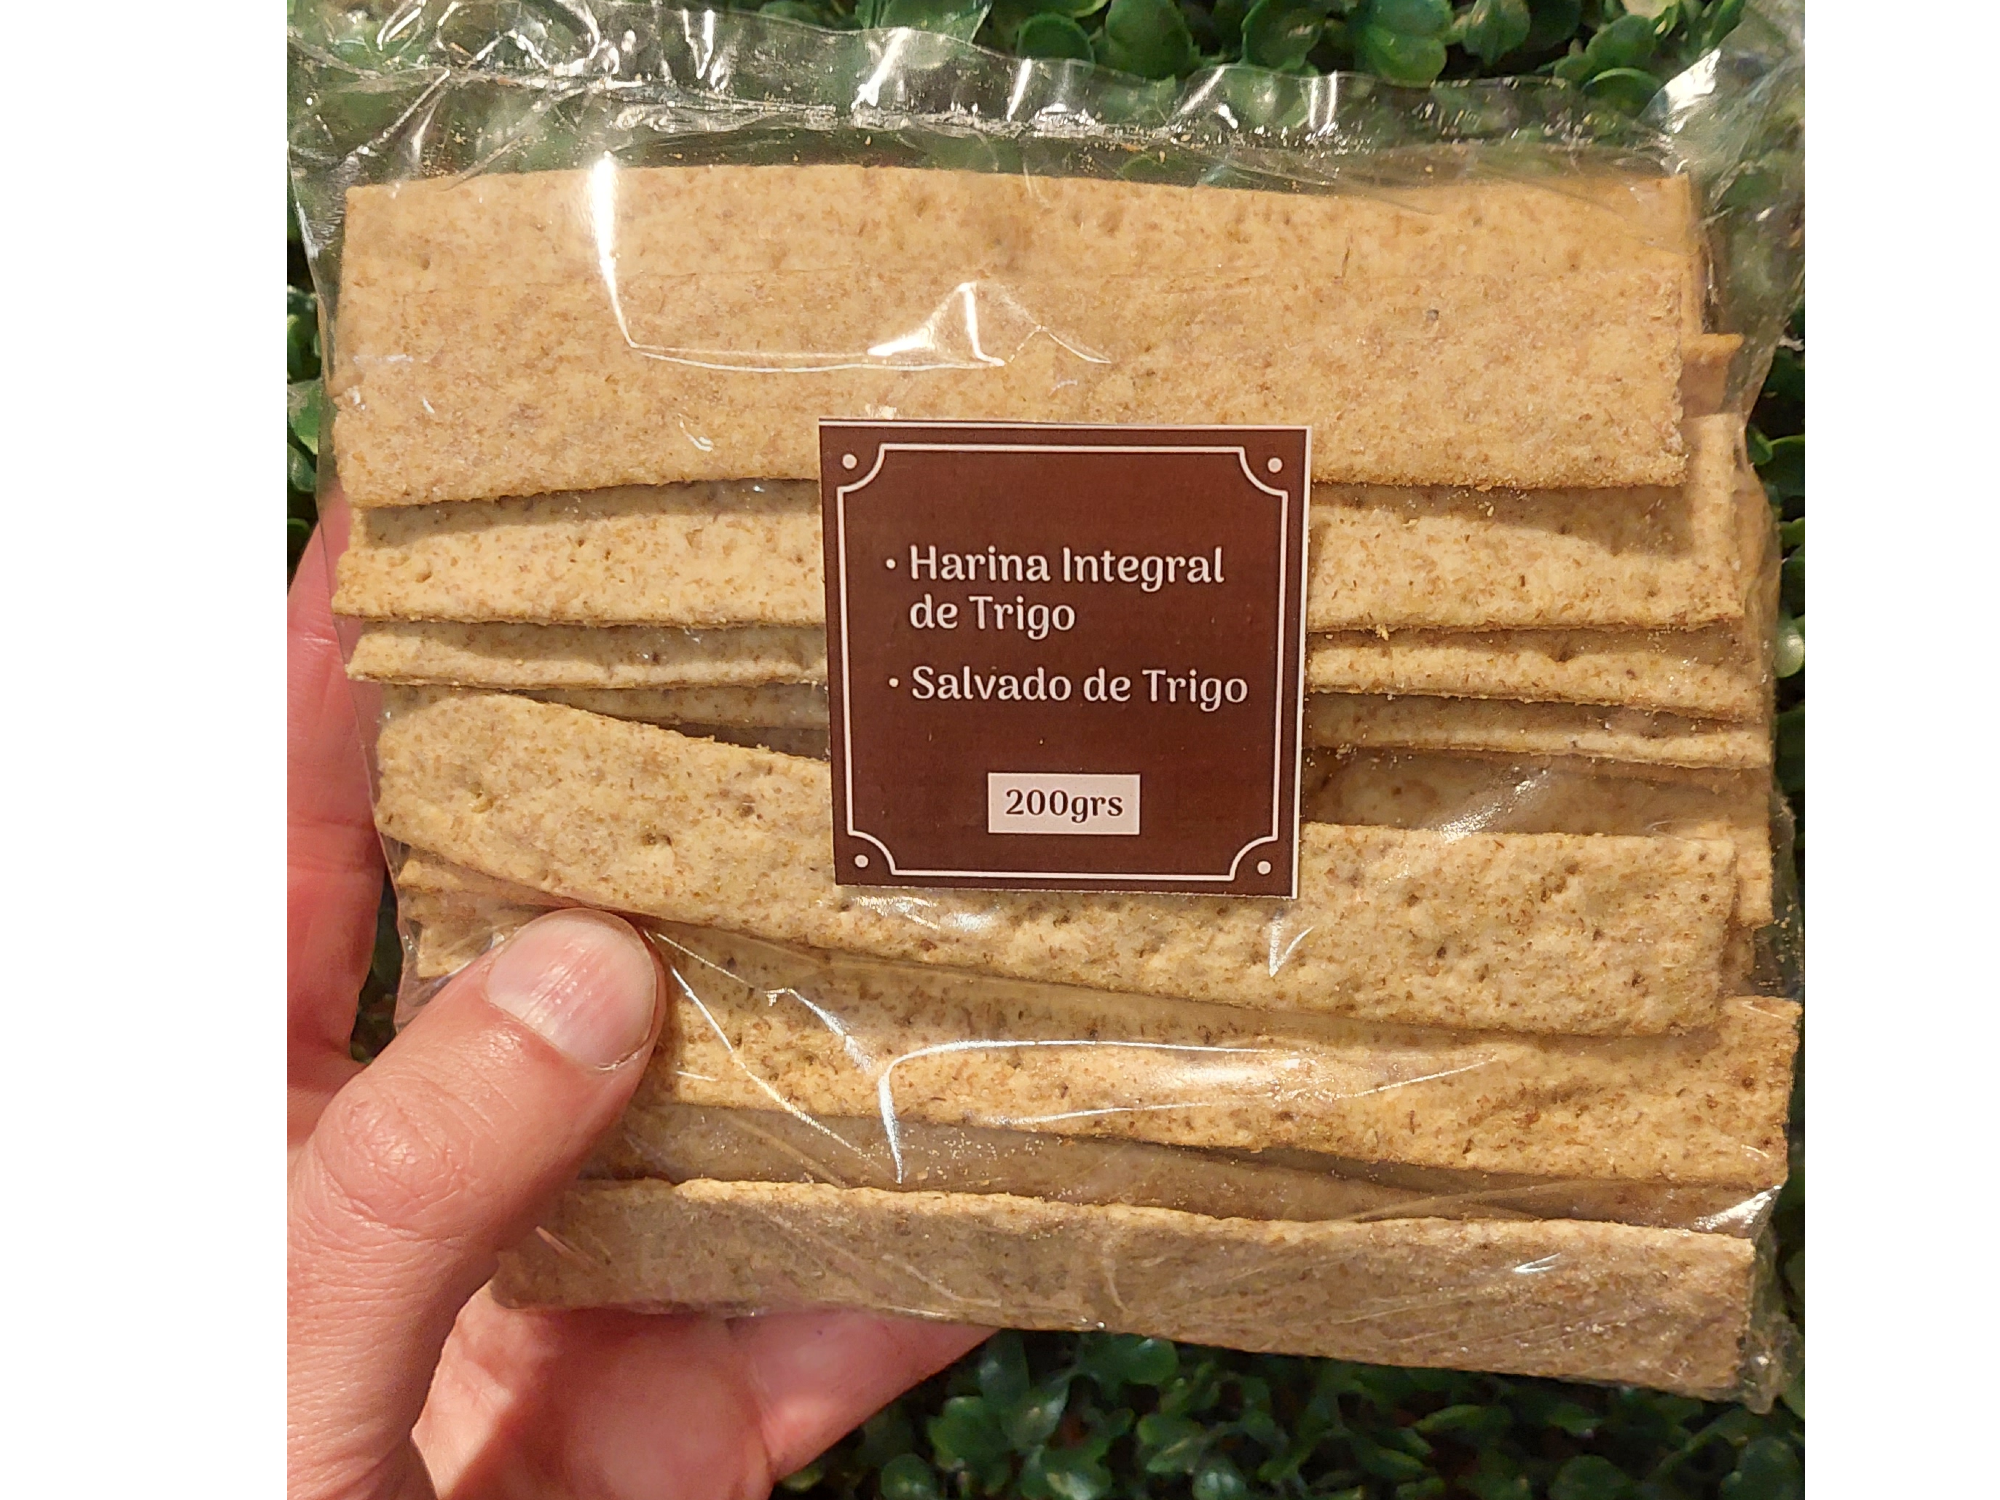 • Harina Integral
de Trigo
• Salvado de Trigo
200grs